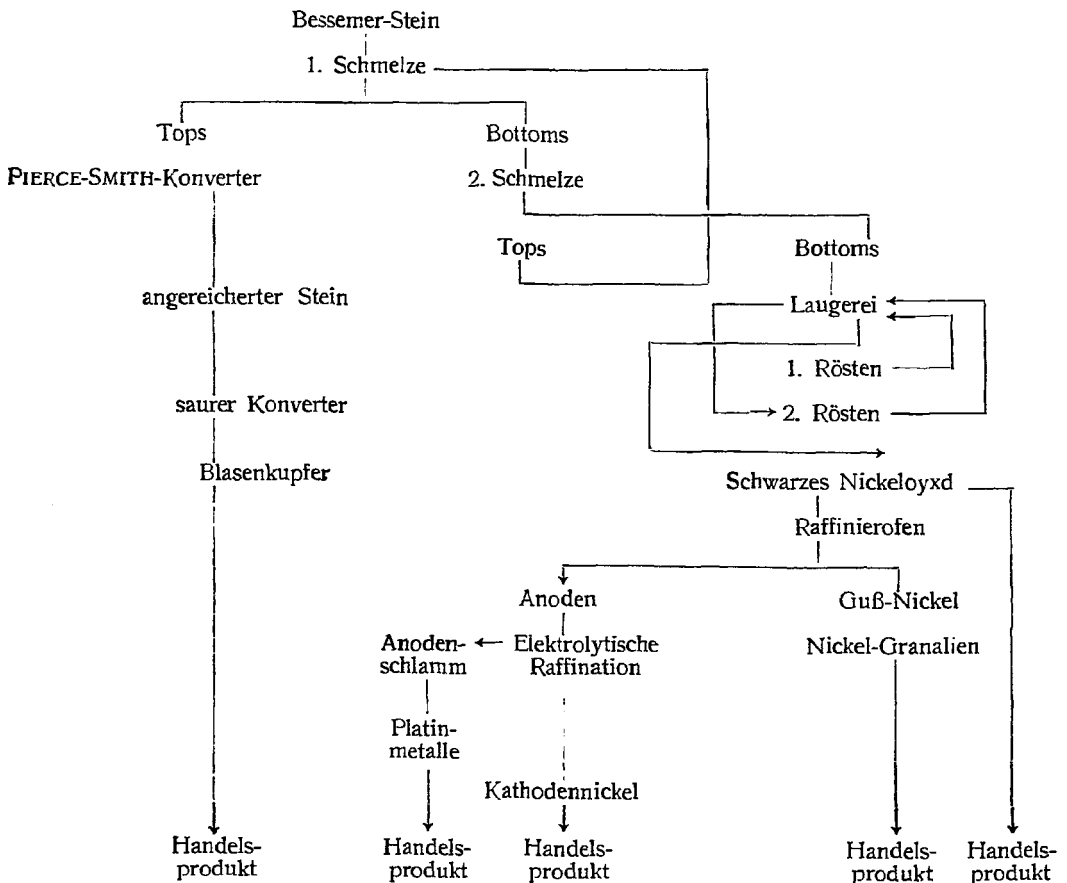 Bessemer-Stein
1. Schmelze
Tops
Bottoms
PIERCE-SMITH-Konverter
2. Schmelze
Tops
Bottoms
angereicherter Stein
Laugerei
1. Rösten
saurer Konverter
2. Rösten
Blasenkupfer
Schwarzes Nickeloyxd
Raffinierofen
Anoden
Guß-Nickel
Anoden-
schlamm
Elektrolytische
Raffination
Nickel-Granalien
Platin-
metalle
Kathodennickel
Handels-
produkt
Handels-
produkt
Handels-
produkt
Handels-
produkt
Handels-
produkt